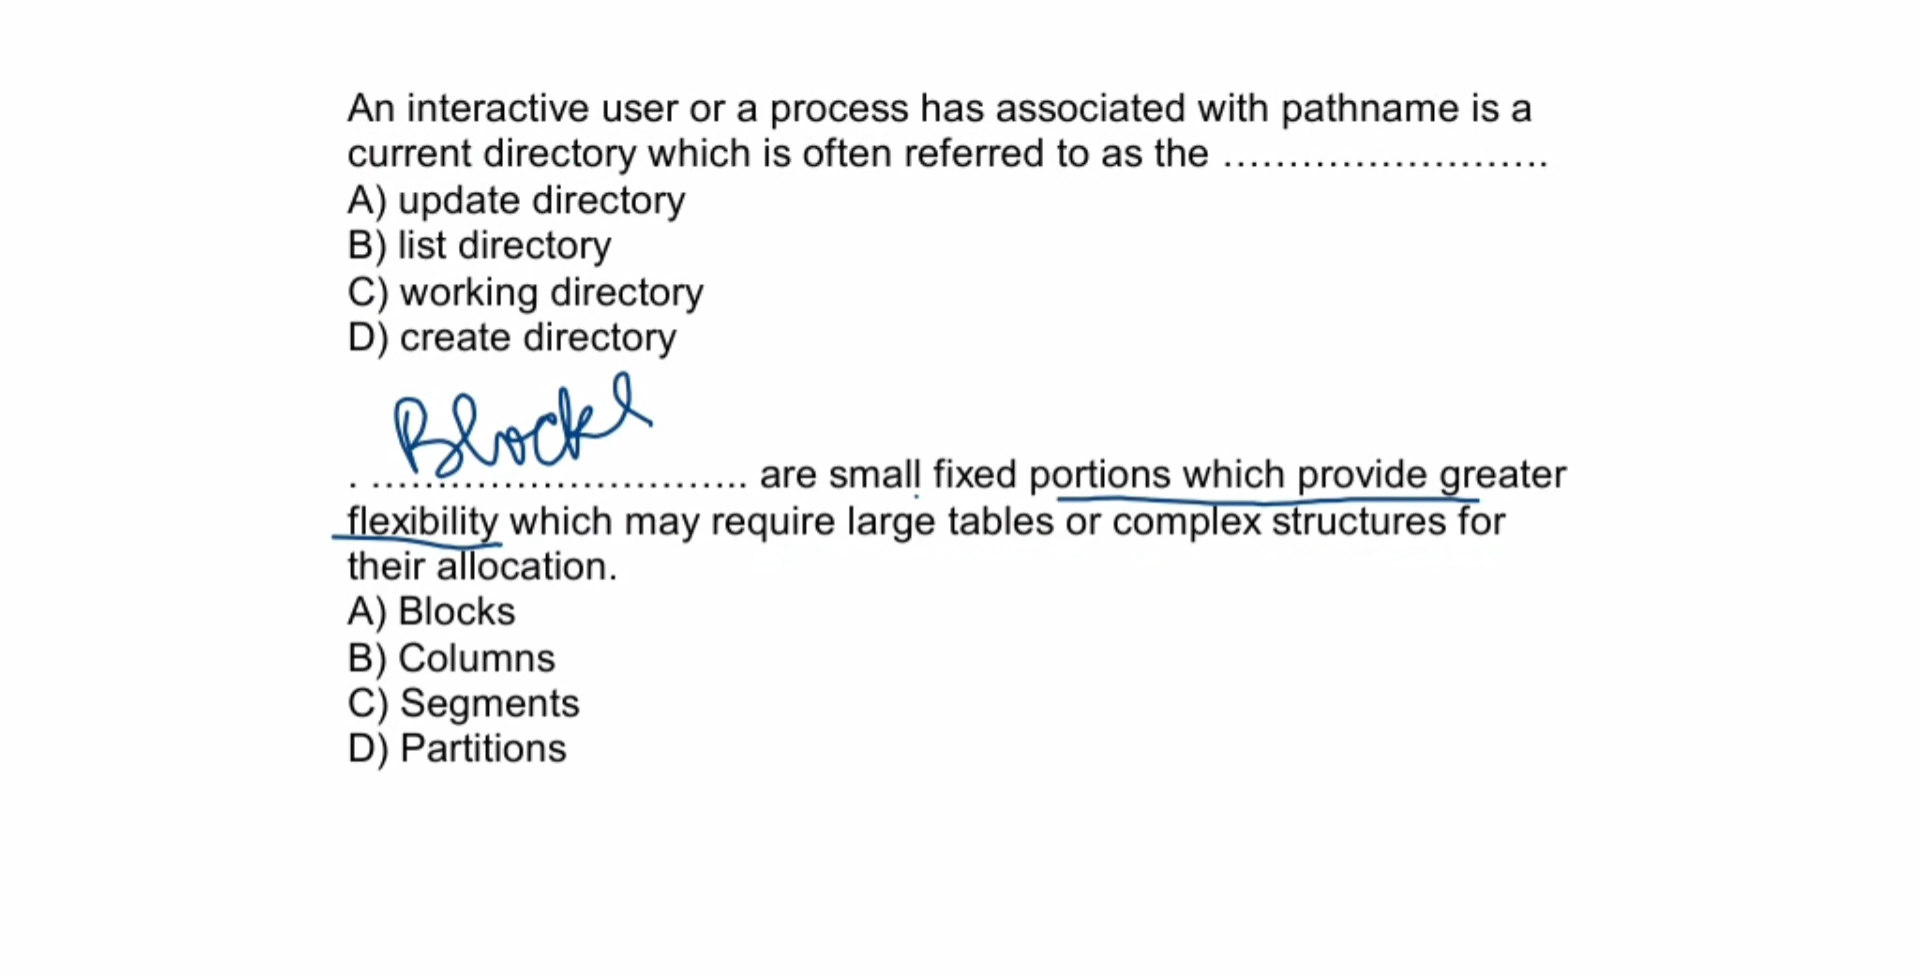 An interactive user or a process has associated with pathname is a
current directory which is often referred to as the .........................
A) update directory
B) list directory
C) working directory
D) create directory
Blocks
. ............................. are small fixed portions which provide greater
flexibility which may require large tables or complex structures for
their allocation.
A) Blocks
B) Columns
C) Segments
D) Partitions